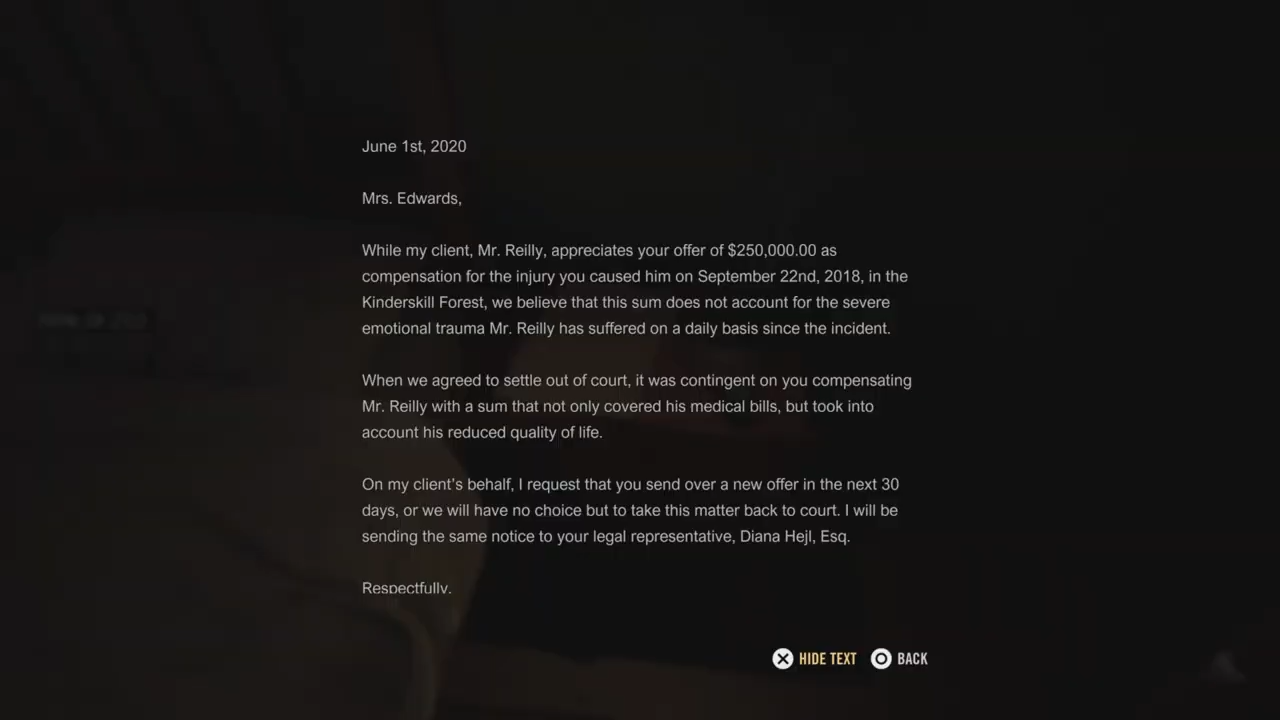 June 1st, 2020
Mrs. Edwards,
While my client, Mr. Reilly, appreciates your offer of $250,000.00 as
compensation for the injury you caused him on September 22nd, 2018, in the
Kinderskill Forest, we believe that this sum does not account for the severe
emotional trauma Mr. Reilly has suffered on a daily basis since the incident.
When we agreed to settle out of court, it was contingent on you compensating
Mr. Reilly with a sum that not only covered his medical bills, but took into
account his reduced quality of life.
On my client's behalf, I request that you send over a new offer in the next 30
days, or we will have no choice but to take this matter back to court. I will be
sending the same notice to your legal representative, Diana Hejl, Esq.
Respectfully,
HIDE TEXT BACK